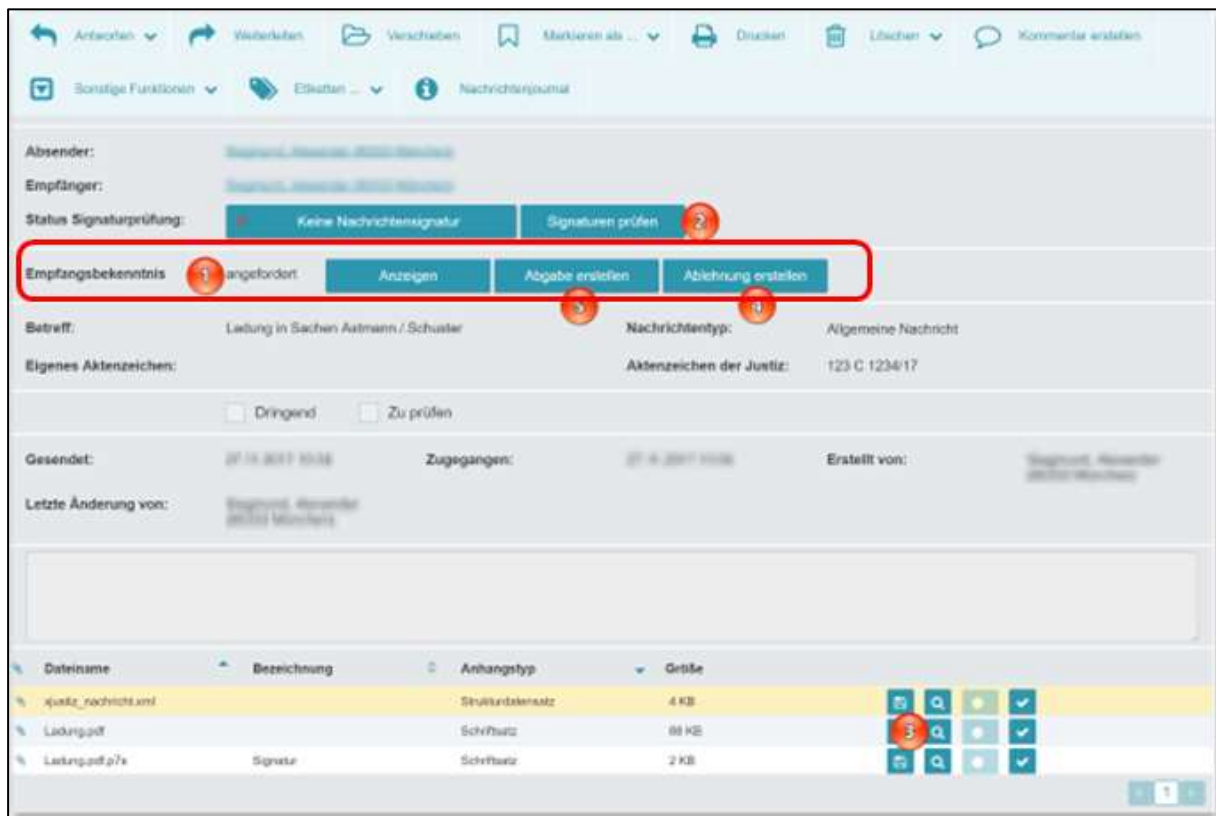 Antworten Weiterleiten Verschieben Markieren als ... Drucken Löschen Kommentar erstellen
Sonstige Funktionen Etiketten ... Nachrichtenjournal
Absender:
Empfänger:
Status Signaturprüfung: Keine Nachrichtensignatur Signaturen prüfen 2
Empfangsbekenntnis 1 angefordert Anzeigen Abgabe erstellen Ablehnung erstellen
Betreff: Ladung in Sachen / Schuster Nachrichtentyp: Allgemeine Nachricht
Eigenes Aktenzeichen: Aktenzeichen der Justiz: 123 C 1234/17
Dringend Zu prüfen
Gesendet: Zugegangen: Erstellt von:
Letzte Änderung von:
Dateiname Bezeichnung Anhangstyp Größe
xjustiz_nachricht.xml Strukturdatensatz 4 KB
Ladung.pdf Schriftsatz 88 KB 3
Ladung.pdf.p7s Signatur Schriftsatz 2 KB
1